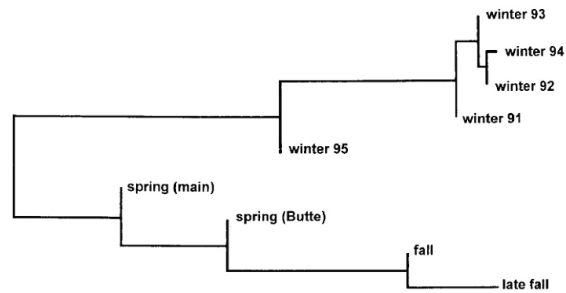 winter 93
winter 94
winter 92
winter 91
winter 95
spring (main)
spring (Butte)
fall
late fall